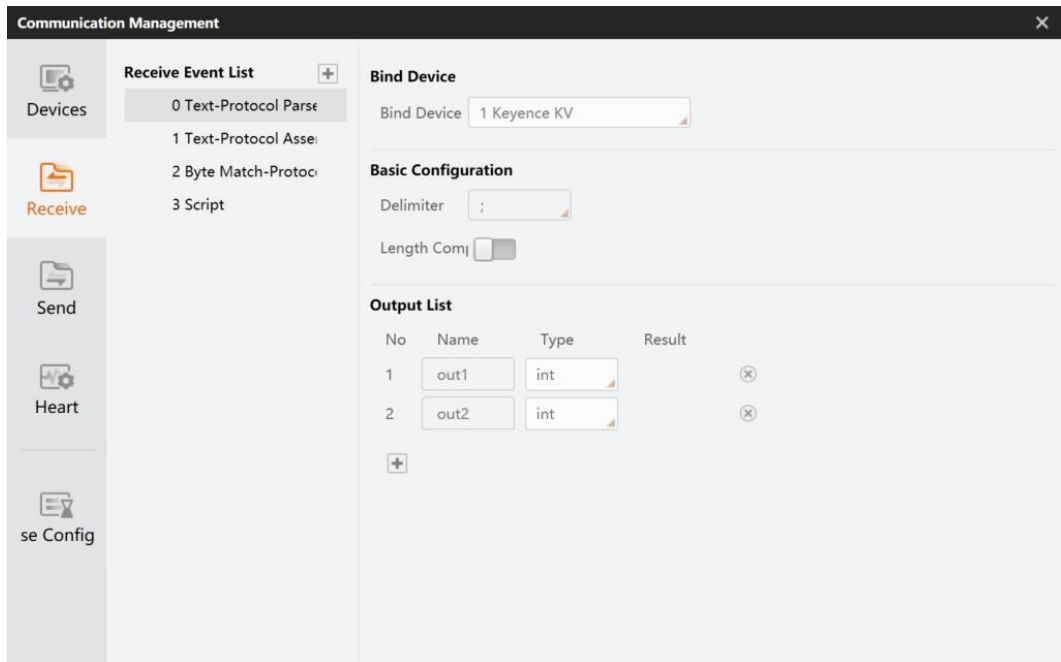 Communication Management
Devices
Receive
Send
Heart
se Config
Receive Event List
0 Text-Protocol Parse
1 Text-Protocol Asse
2 Byte Match-Protoc
3 Script
Bind Device
Bind Device 1 Keyence KV
Basic Configuration
Delimiter ;
Length Comp
Output List
No Name Type Result
1 out1 int
2 out2 int